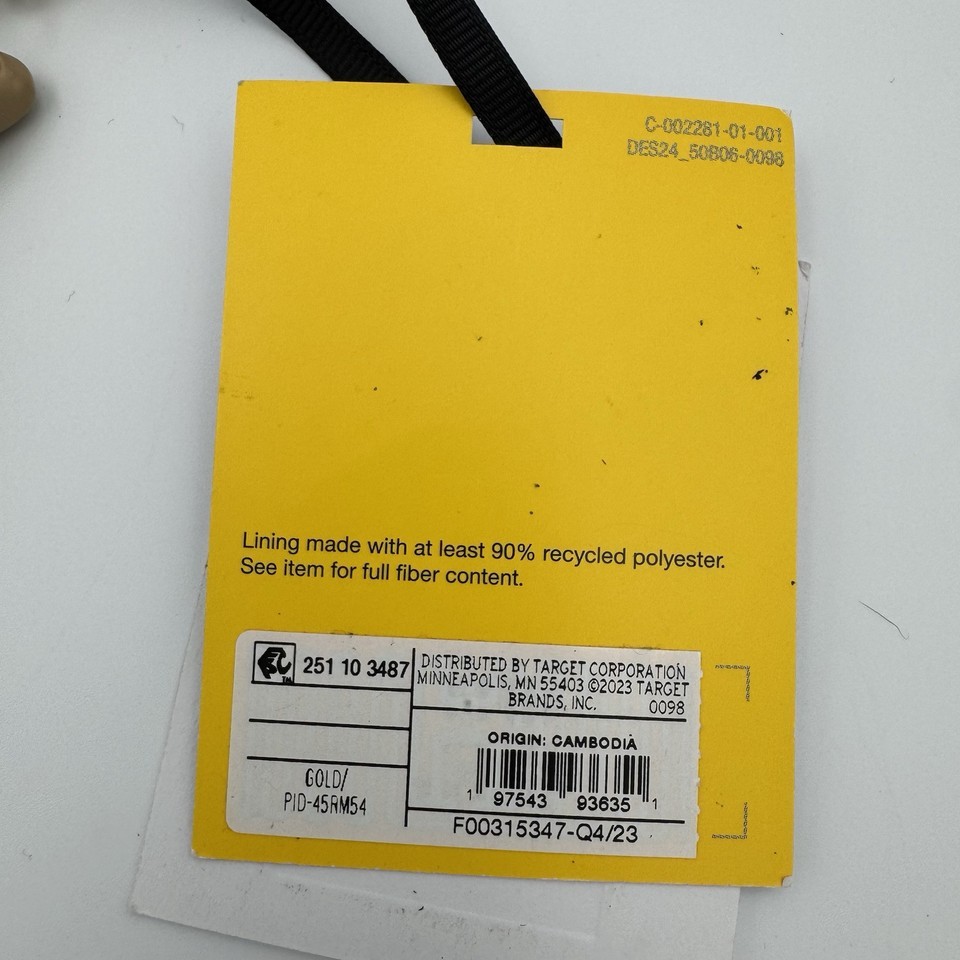 C-002281-01-001
DES24_50B06-0098
Lining made with at least 90% recycled polyester.
See item for full fiber content.
251 10 3487
TM
GOLD/
PID-45RM54
DISTRIBUTED BY TARGET CORPORATION
MINNEAPOLIS, MN 55403 ©2023 TARGET
BRANDS, INC. 0098
ORIGIN: CAMBODIA
1 97543 93635 1
F00315347-Q4/23